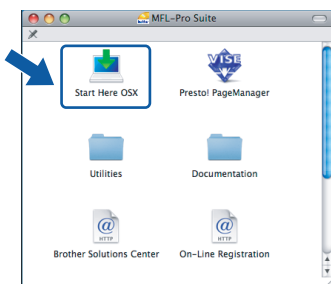 MFL-Pro Suite
Start Here OSX
Presto! PageManager
VISE
Utilities
Documentation
@
HTTP
@
HTTP
Brother Solutions Center
On-Line Registration